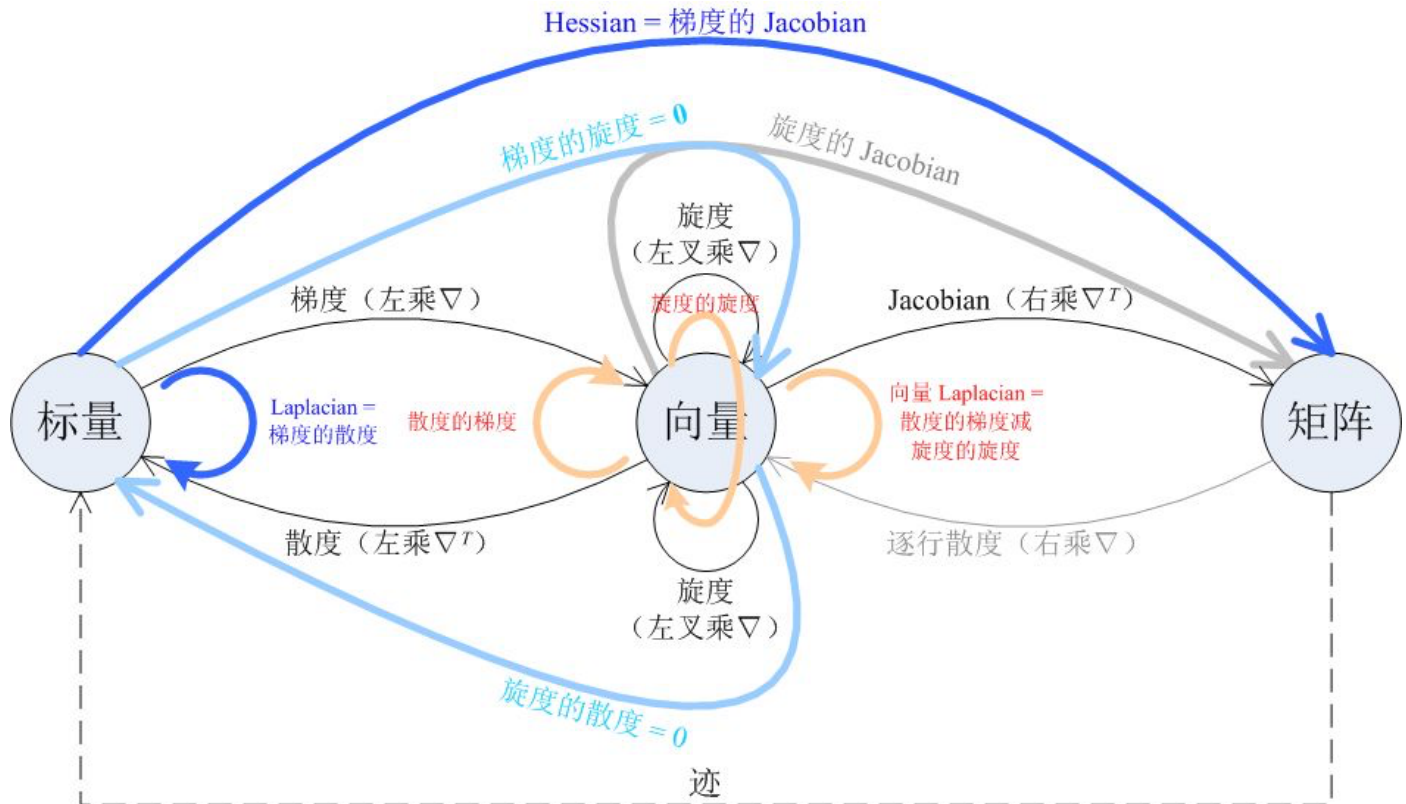 Hessian = 梯度的 Jacobian
梯度的旋度 = 0
旋度的 Jacobian
旋度
（左叉乘∇）
旋度的旋度
梯度（左乘∇）
Jacobian（右乘∇ᵀ）
标量
Laplacian =
梯度的散度
散度的梯度
向量
向量 Laplacian =
散度的梯度减
旋度的旋度
矩阵
散度（左乘∇ᵀ）
逐行散度（右乘∇）
旋度
（左叉乘∇）
旋度的散度 = 0
迹